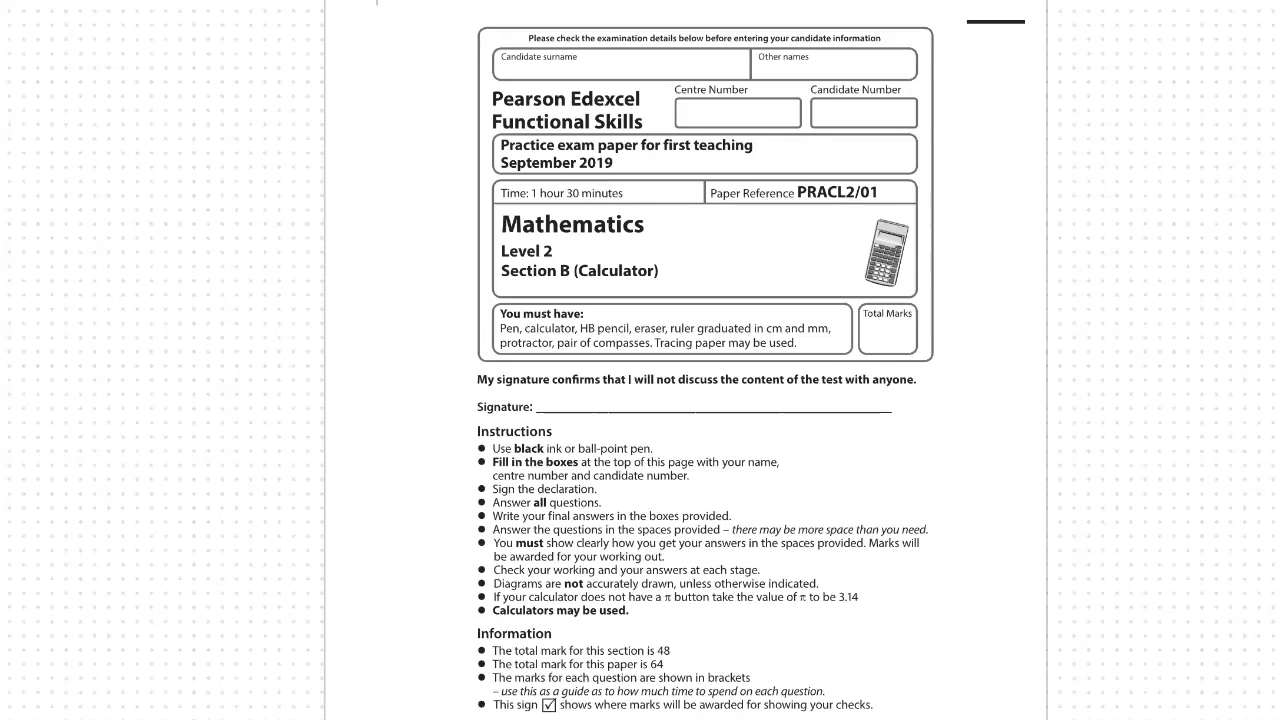 Please check the examination details below before entering your candidate information
Candidate surname
Other names
Pearson Edexcel
Functional Skills
Centre Number
Candidate Number
Practice exam paper for first teaching
September 2019
Time: 1 hour 30 minutes
Paper Reference PRACL2/01
Mathematics
Level 2
Section B (Calculator)
You must have:
Pen, calculator, HB pencil, eraser, ruler graduated in cm and mm,
protractor, pair of compasses. Tracing paper may be used.
Total Marks
My signature confirms that I will not discuss the content of the test with anyone.
Signature:
Instructions
● Use black ink or ball-point pen.
● Fill in the boxes at the top of this page with your name,
centre number and candidate number.
● Sign the declaration.
● Answer all questions.
● Write your final answers in the boxes provided.
● Answer the questions in the spaces provided – there may be more space than you need.
● You must show clearly how you get your answers in the spaces provided. Marks will
be awarded for your working out.
● Check your working and your answers at each stage.
● Diagrams are not accurately drawn, unless otherwise indicated.
● If your calculator does not have a π button take the value of π to be 3.14
● Calculators may be used.
Information
● The total mark for this section is 48
● The total mark for this paper is 64
● The marks for each question are shown in brackets
– use this as a guide as to how much time to spend on each question.
● This sign ☑ shows where marks will be awarded for showing your checks.